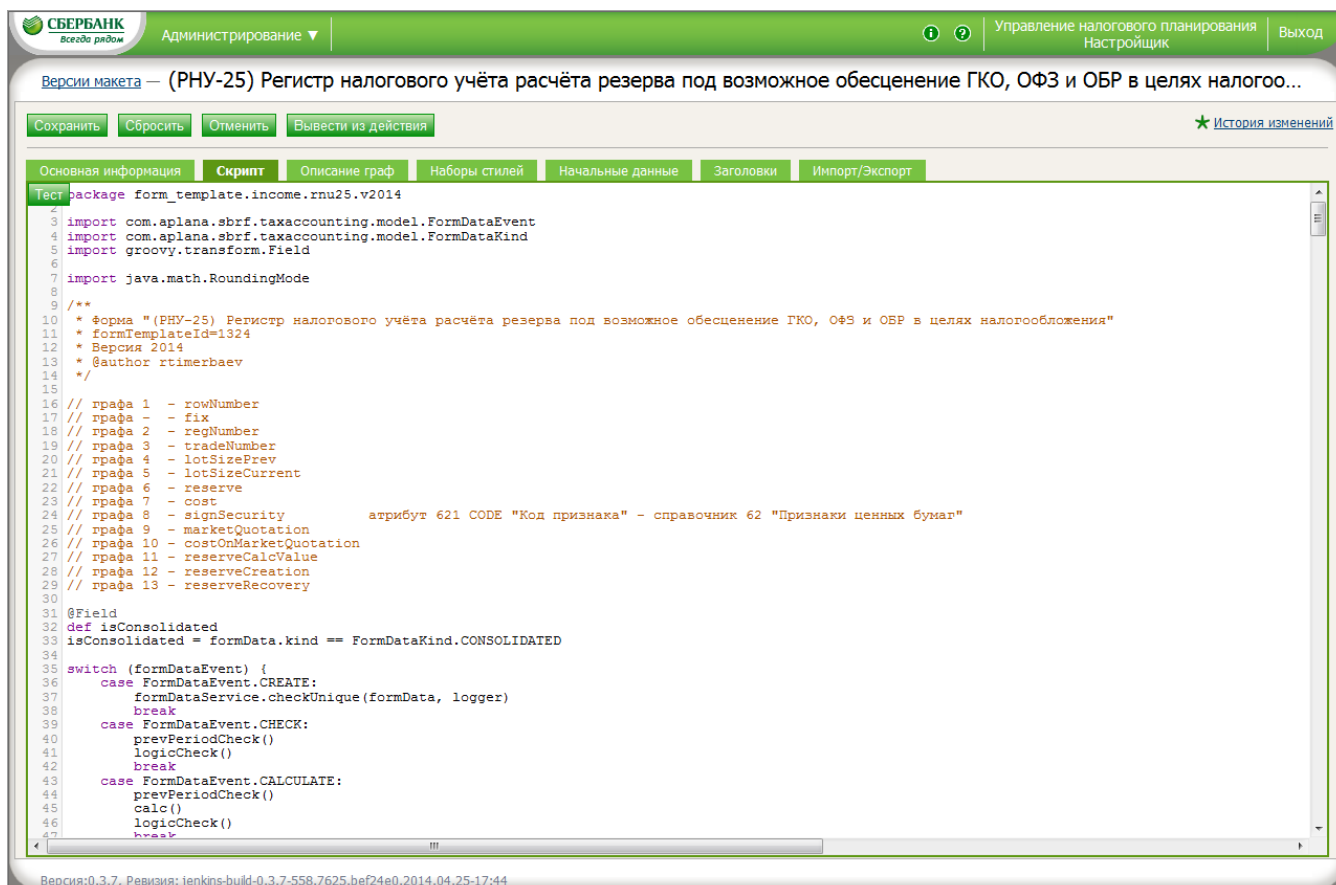 СБЕРБАНК
Всегда рядом
Администрирование ▼
Управление налогового планирования
Настройщик
Выход
Версии макета — (РНУ-25) Регистр налогового учёта расчёта резерва под возможное обесценение ГКО, ОФЗ и ОБР в целях налогоо...
Сохранить Сбросить Отменить Вывести из действия История изменений
Основная информация Скрипт Описание граф Наборы стилей Начальные данные Заголовки Импорт/Экспорт
Тест package form_template.income.rnu25.v2014
2
3 import com.aplana.sbrf.taxaccounting.model.FormDataEvent
4 import com.aplana.sbrf.taxaccounting.model.FormDataKind
5 import groovy.transform.Field
6
7 import java.math.RoundingMode
8
9 /**
10 * Форма "(РНУ-25) Регистр налогового учёта расчёта резерва под возможное обесценение ГКО, ОФЗ и ОБР в целях налогообложения"
11 * formTemplateId=1324
12 * Версия 2014
13 * @author rtimerbaev
14 */
15
16 // графа 1 - rowNumber
17 // графа - - fix
18 // графа 2 - regNumber
19 // графа 3 - tradeNumber
20 // графа 4 - lotSizePrev
21 // графа 5 - lotSizeCurrent
22 // графа 6 - reserve
23 // графа 7 - cost
24 // графа 8 - signSecurity атрибут 621 CODE "Код признака" - справочник 62 "Признаки ценных бумаг"
25 // графа 9 - marketQuotation
26 // графа 10 - costOnMarketQuotation
27 // графа 11 - reserveCalcValue
28 // графа 12 - reserveCreation
29 // графа 13 - reserveRecovery
30
31 @Field
32 def isConsolidated
33 isConsolidated = formData.kind == FormDataKind.CONSOLIDATED
34
35 switch (formDataEvent) {
36 case FormDataEvent.CREATE:
37 formDataService.checkUnique(formData, logger)
38 break
39 case FormDataEvent.CHECK:
40 prevPeriodCheck()
41 logicCheck()
42 break
43 case FormDataEvent.CALCULATE:
44 prevPeriodCheck()
45 calc()
46 logicCheck()
47 break
Версия:0.3.7, Ревизия: jenkins-build-0.3.7-558.7625.bef24e0.2014.04.25-17:44